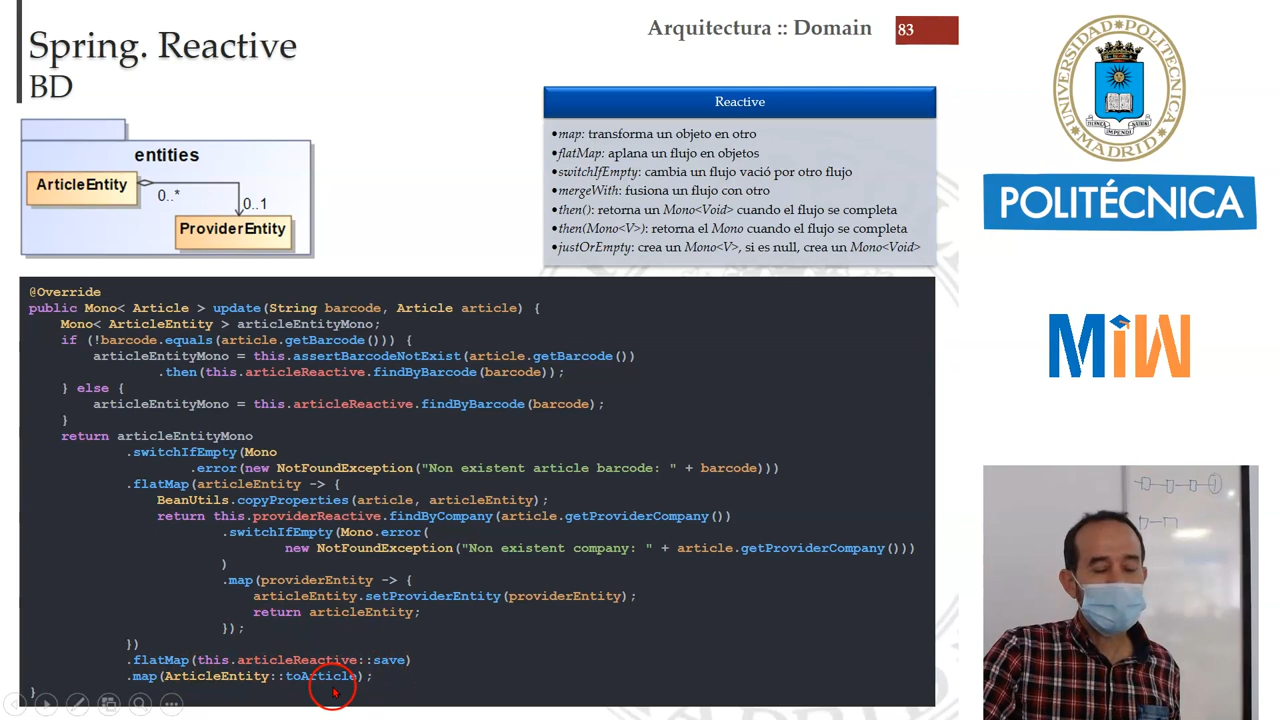 Spring. Reactive
BD
Arquitectura :: Domain
83
entities
ArticleEntity
0..*
0..1
ProviderEntity
Reactive
•map: transforma un objeto en otro
•flatMap: aplana un flujo en objetos
•switchIfEmpty: cambia un flujo vació por otro flujo
•mergeWith: fusiona un flujo con otro
•then(): retorna un Mono<Void> cuando el flujo se completa
•then(Mono<V>): retorna el Mono cuando el flujo se completa
•justOrEmpty: crea un Mono<V>, si es null, crea un Mono<Void>
@Override
public Mono< Article > update(String barcode, Article article) {
Mono< ArticleEntity > articleEntityMono;
if (!barcode.equals(article.getBarcode())) {
articleEntityMono = this.assertBarcodeNotExist(article.getBarcode())
.then(this.articleReactive.findByBarcode(barcode));
} else {
articleEntityMono = this.articleReactive.findByBarcode(barcode);
}
return articleEntityMono
.switchIfEmpty(Mono
.error(new NotFoundException("Non existent article barcode: " + barcode)))
.flatMap(articleEntity -> {
BeanUtils.copyProperties(article, articleEntity);
return this.providerReactive.findByCompany(article.getProviderCompany())
.switchIfEmpty(Mono.error(
new NotFoundException("Non existent company: " + article.getProviderCompany()))
)
.map(providerEntity -> {
articleEntity.setProviderEntity(providerEntity);
return articleEntity;
});
})
.flatMap(this.articleReactive::save)
.map(ArticleEntity::toArticle);
}
UNIVERSIDAD POLITÉCNICA
MADRID
POLITÉCNICA
MiW